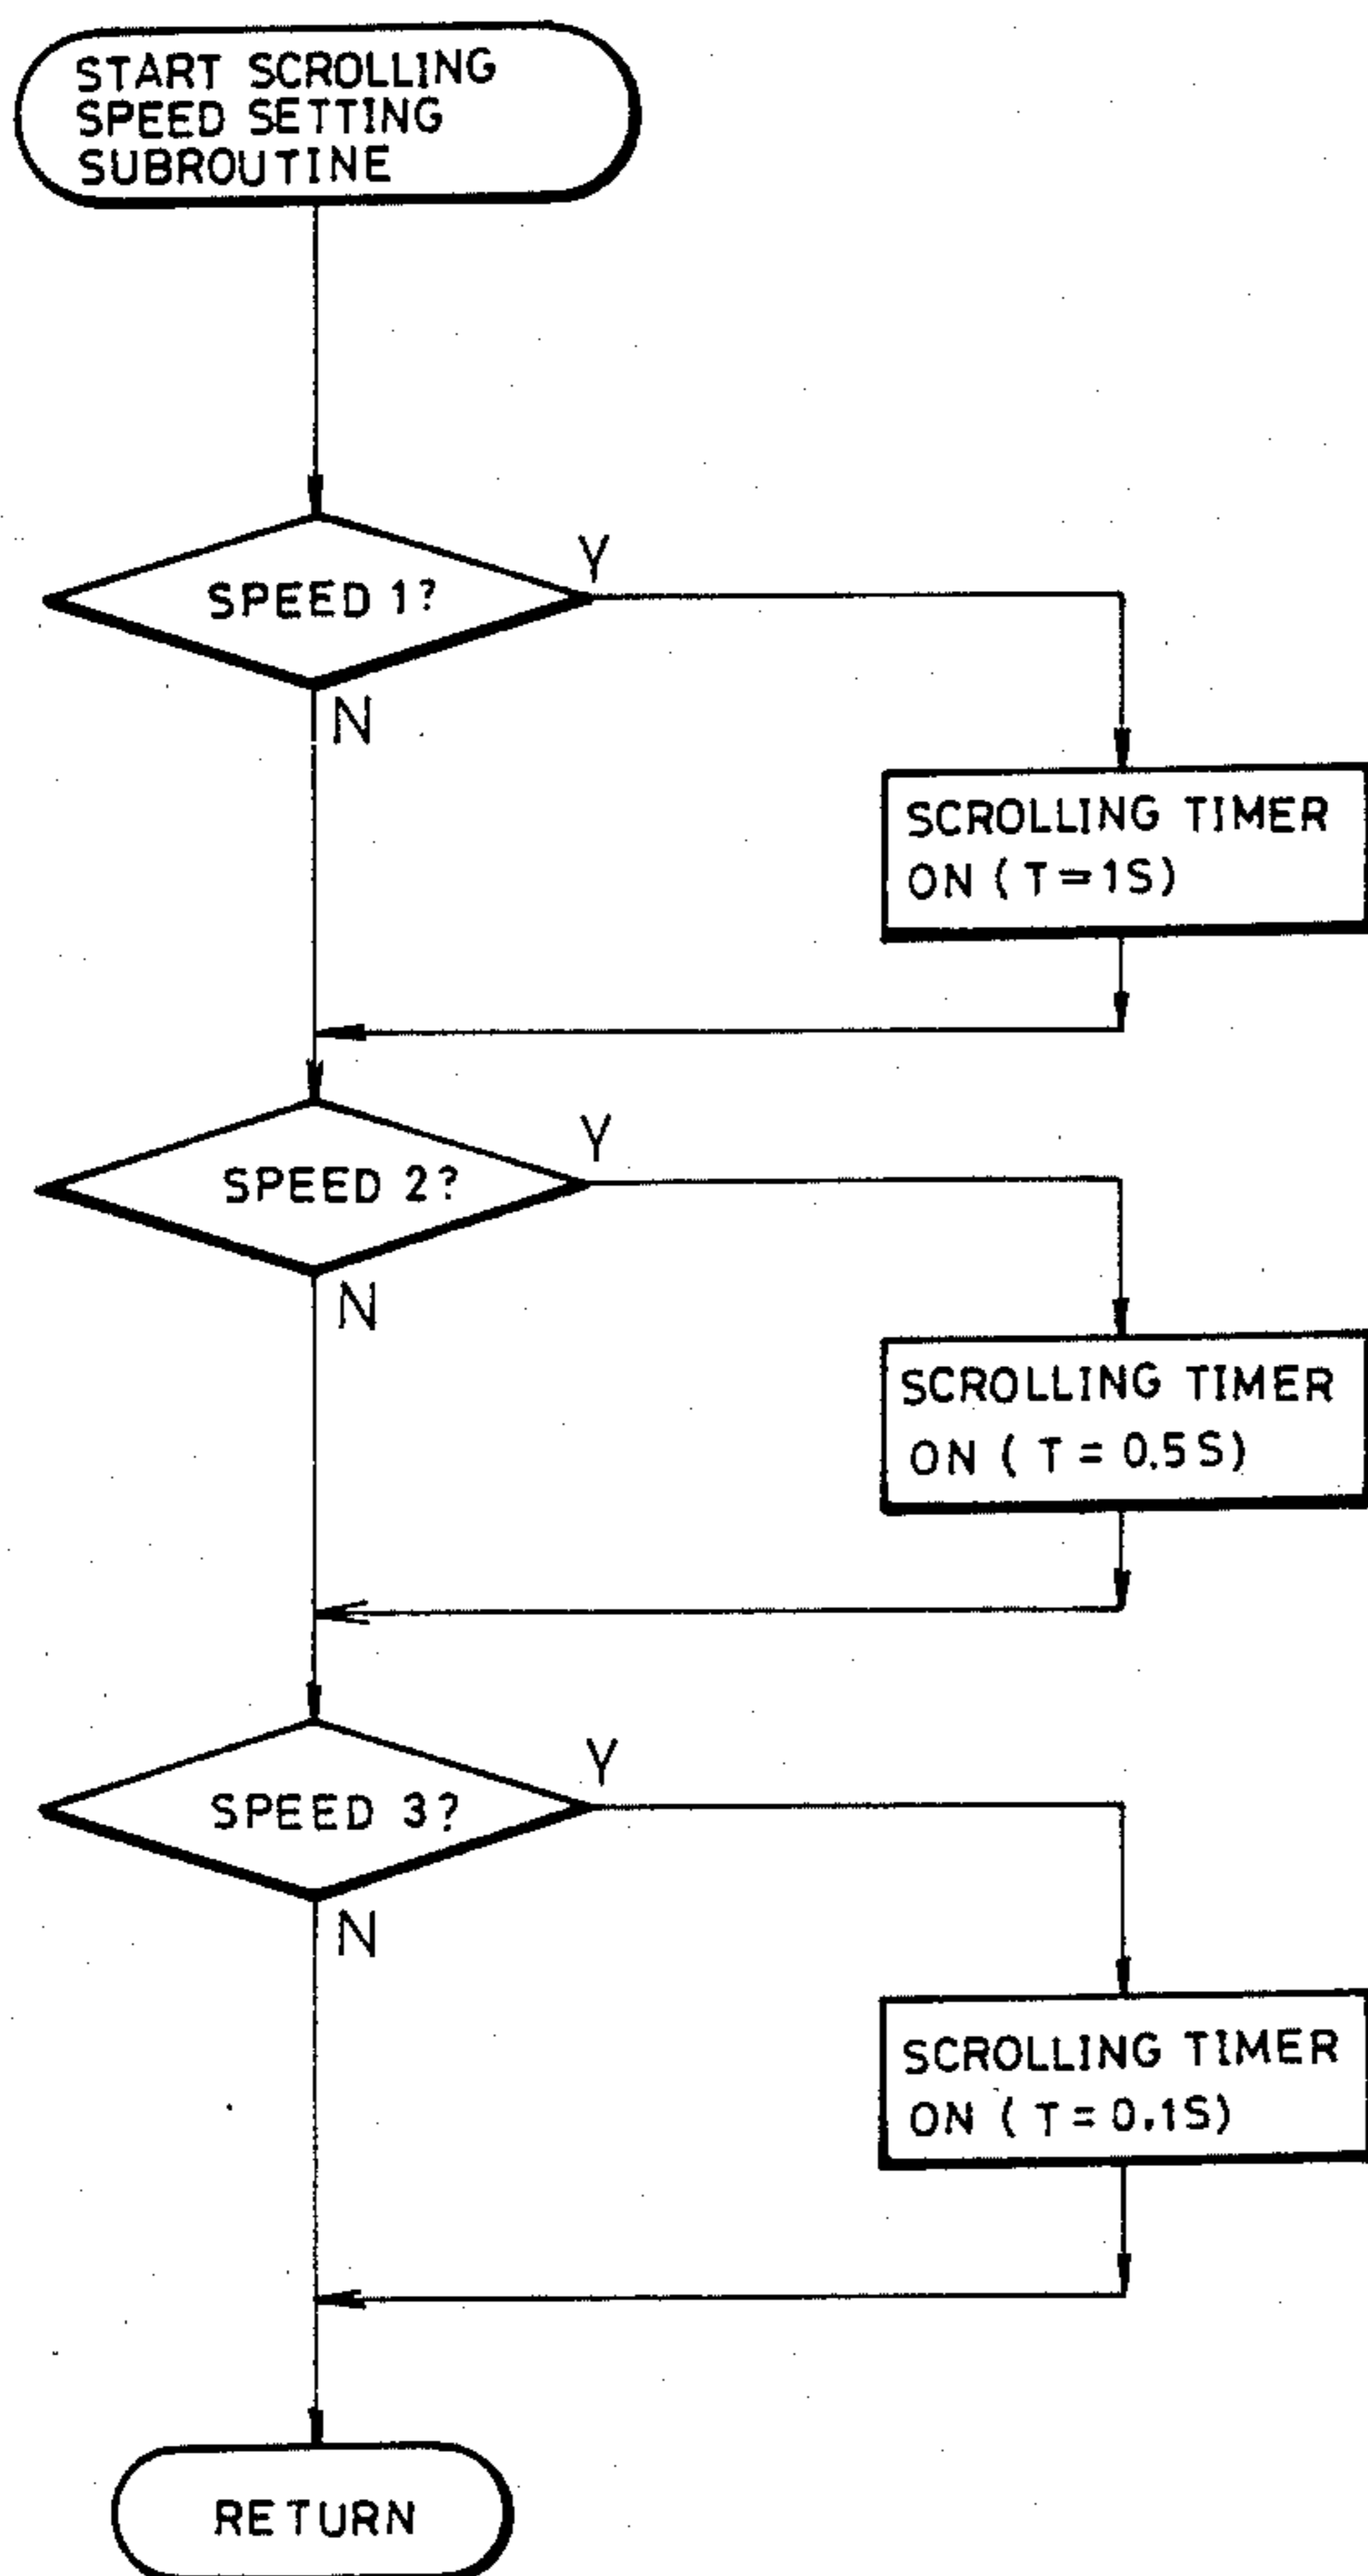 START SCROLLING
SPEED SETTING
SUBROUTINE
SPEED 1?
Y
N
SCROLLING TIMER
ON (T=1S)
SPEED 2?
Y
N
SCROLLING TIMER
ON (T = 0.5S)
SPEED 3?
Y
N
SCROLLING TIMER
ON (T = 0.1S)
RETURN